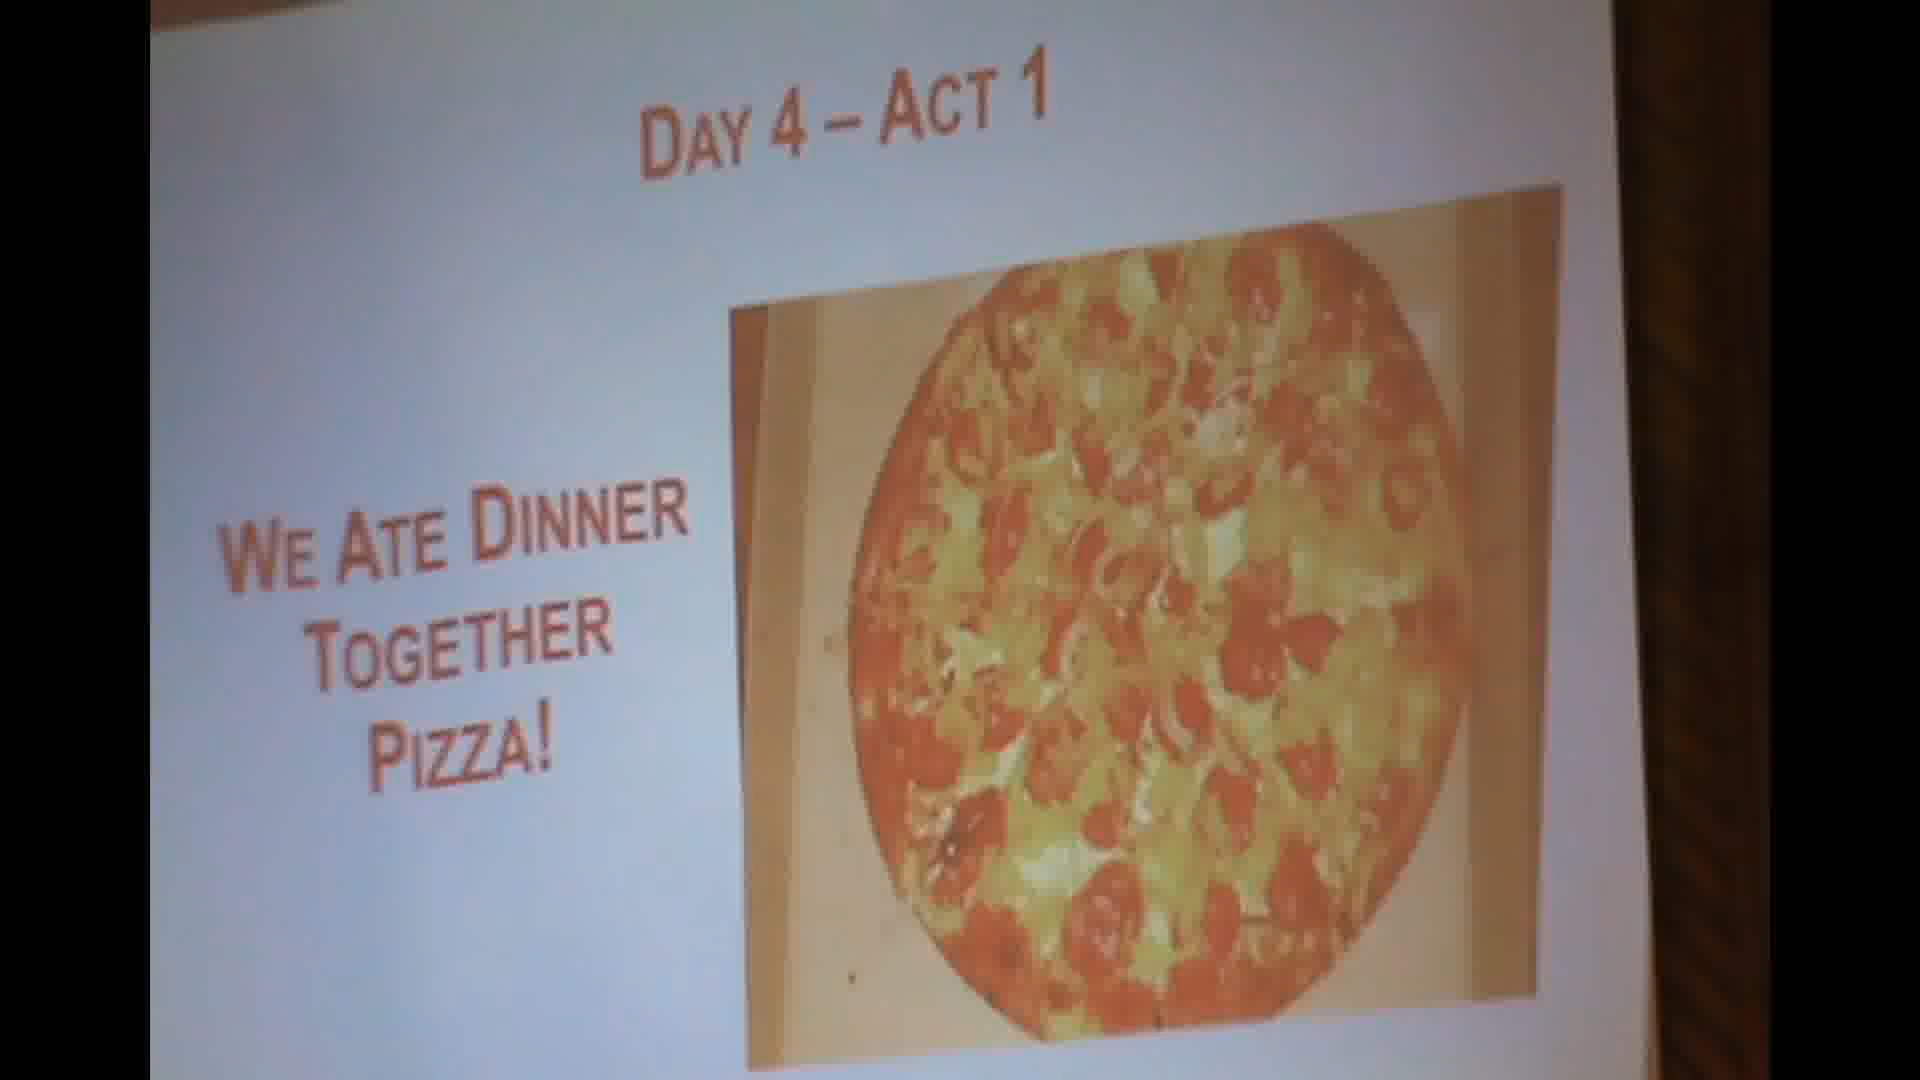 DAY 4 – ACT 1
WE ATE DINNER
TOGETHER
PIZZA!